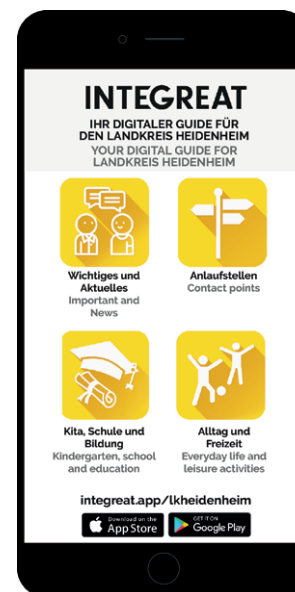 INTEGREAT
IHR DIGITALER GUIDE FÜR
DEN LANDKREIS HEIDENHEIM
YOUR DIGITAL GUIDE FOR
LANDKREIS HEIDENHEIM
Wichtiges und
Aktuelles
Important and
News
Anlaufstellen
Contact points
Kita, Schule und
Bildung
Kindergarten, school
and education
Alltag und
Freizeit
Everyday life and
leisure activities
integreat.app/lkheidenheim
Download on the
App Store
GET IT ON
Google Play